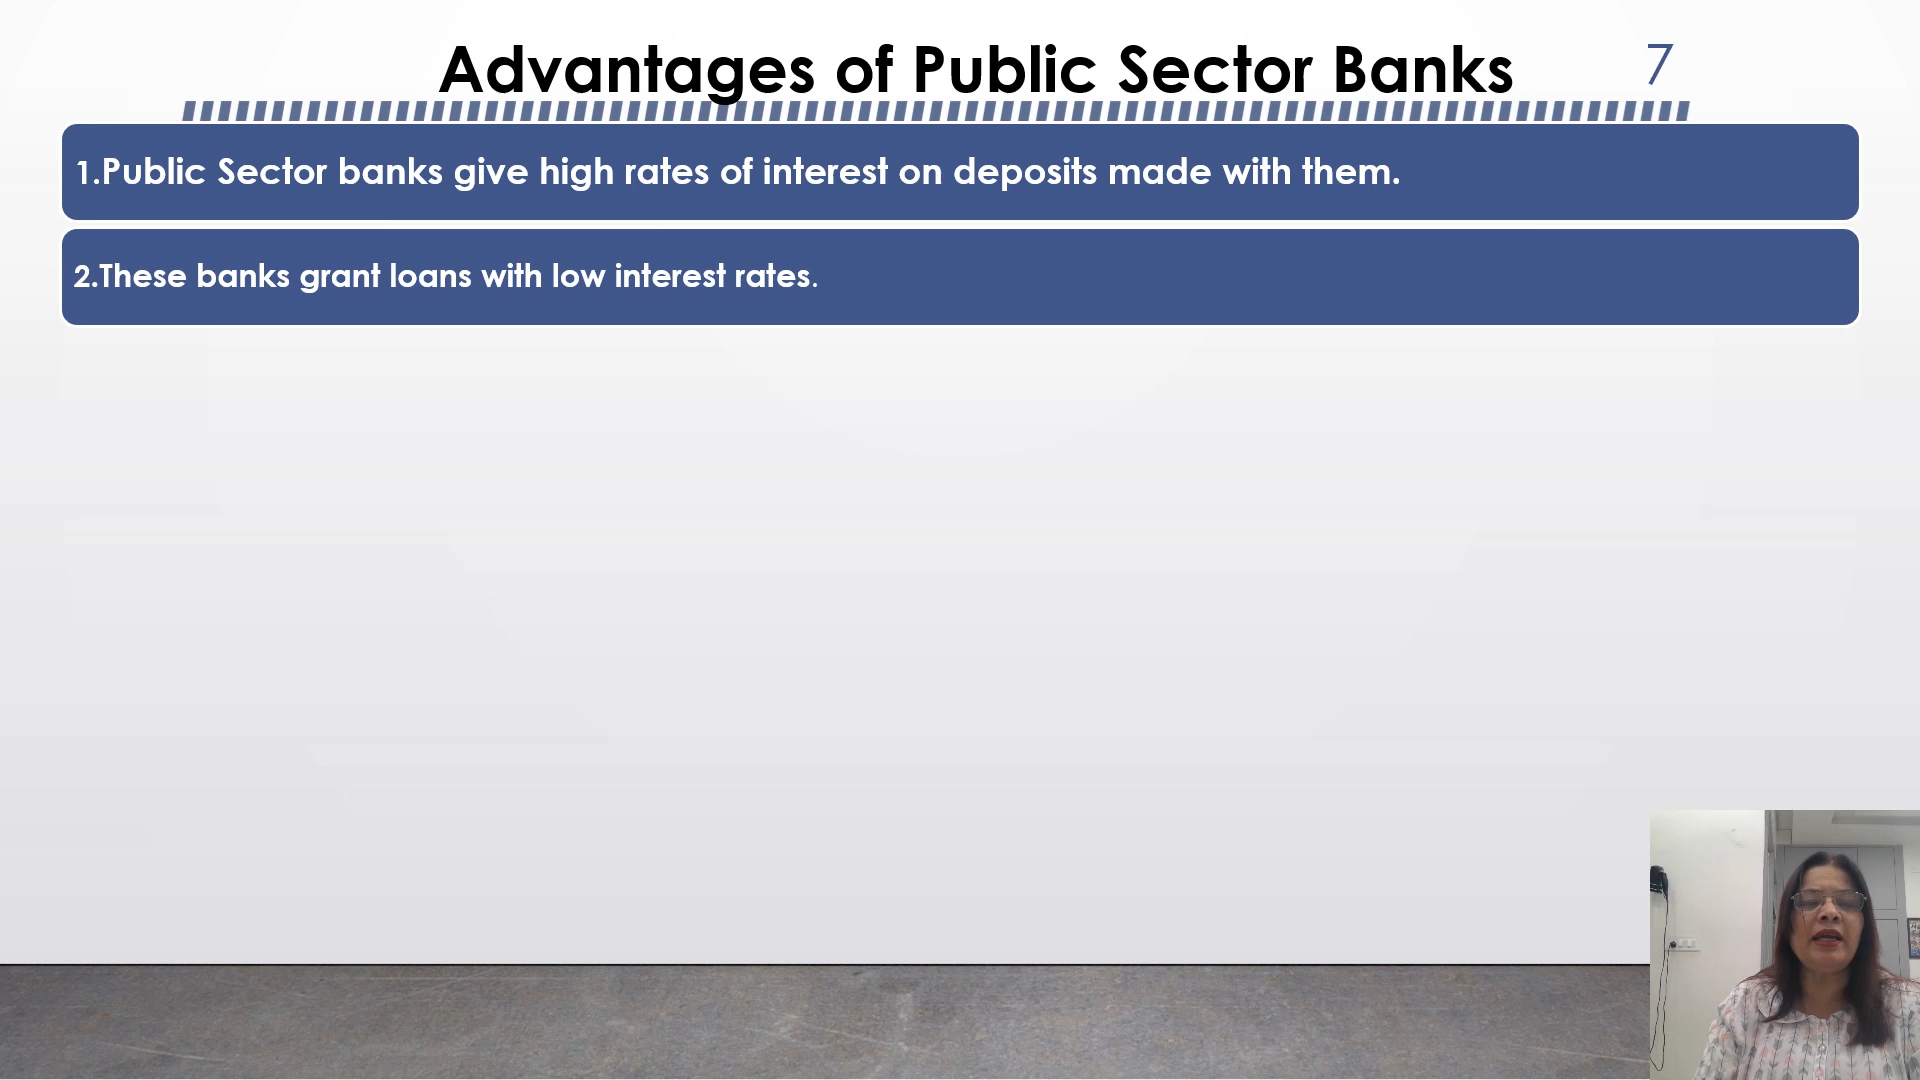 Advantages of Public Sector Banks
7
1.Public Sector banks give high rates of interest on deposits made with them.
2.These banks grant loans with low interest rates.